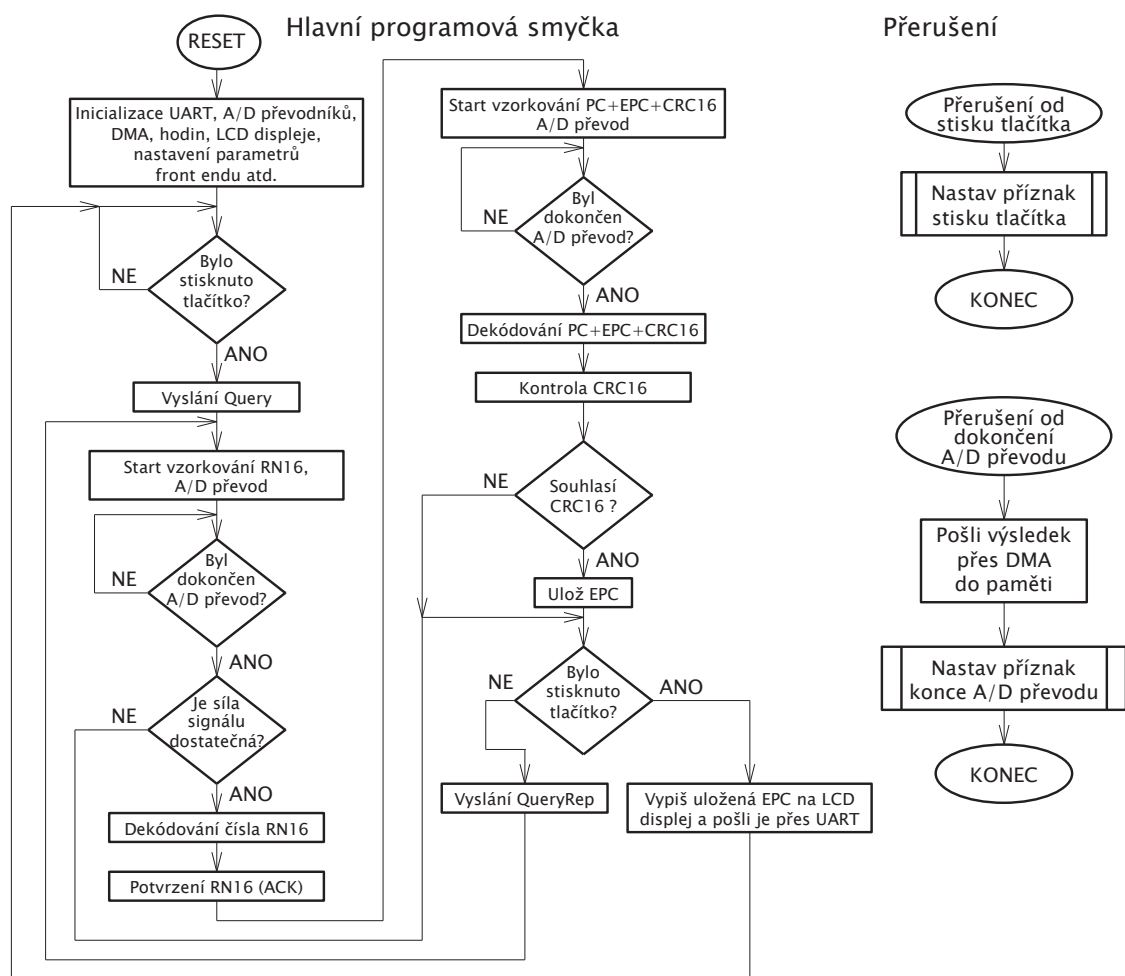 Hlavní programová smyčka
RESET
Inicializace UART, A/D převodníků,
DMA, hodin, LCD displeje,
nastavení parametrů
front endu atd.
Bylo
stisknuto
tlačítko?
NE
ANO
Vyslání Query
Start vzorkování RN16,
A/D převod
Byl
dokončen
A/D převod?
NE
ANO
Je síla
signálu
dostatečná?
NE
ANO
Dekódování čísla RN16
Potvrzení RN16 (ACK)
Start vzorkování PC+EPC+CRC16
A/D převod
Byl
dokončen
A/D převod?
NE
ANO
Dekódování PC+EPC+CRC16
Kontrola CRC16
Souhlasí
CRC16 ?
NE
ANO
Ulož EPC
Bylo
stisknuto
tlačítko?
NE
ANO
Vyslání QueryRep
Vypiš uložená EPC na LCD
displej a pošli je přes UART
Přerušení
Přerušení od
stisku tlačítka
Nastav příznak
stisku tlačítka
KONEC
Přerušení od
dokončení
A/D převodu
Pošli výsledek
přes DMA
do paměti
Nastav příznak
konce A/D převodu
KONEC